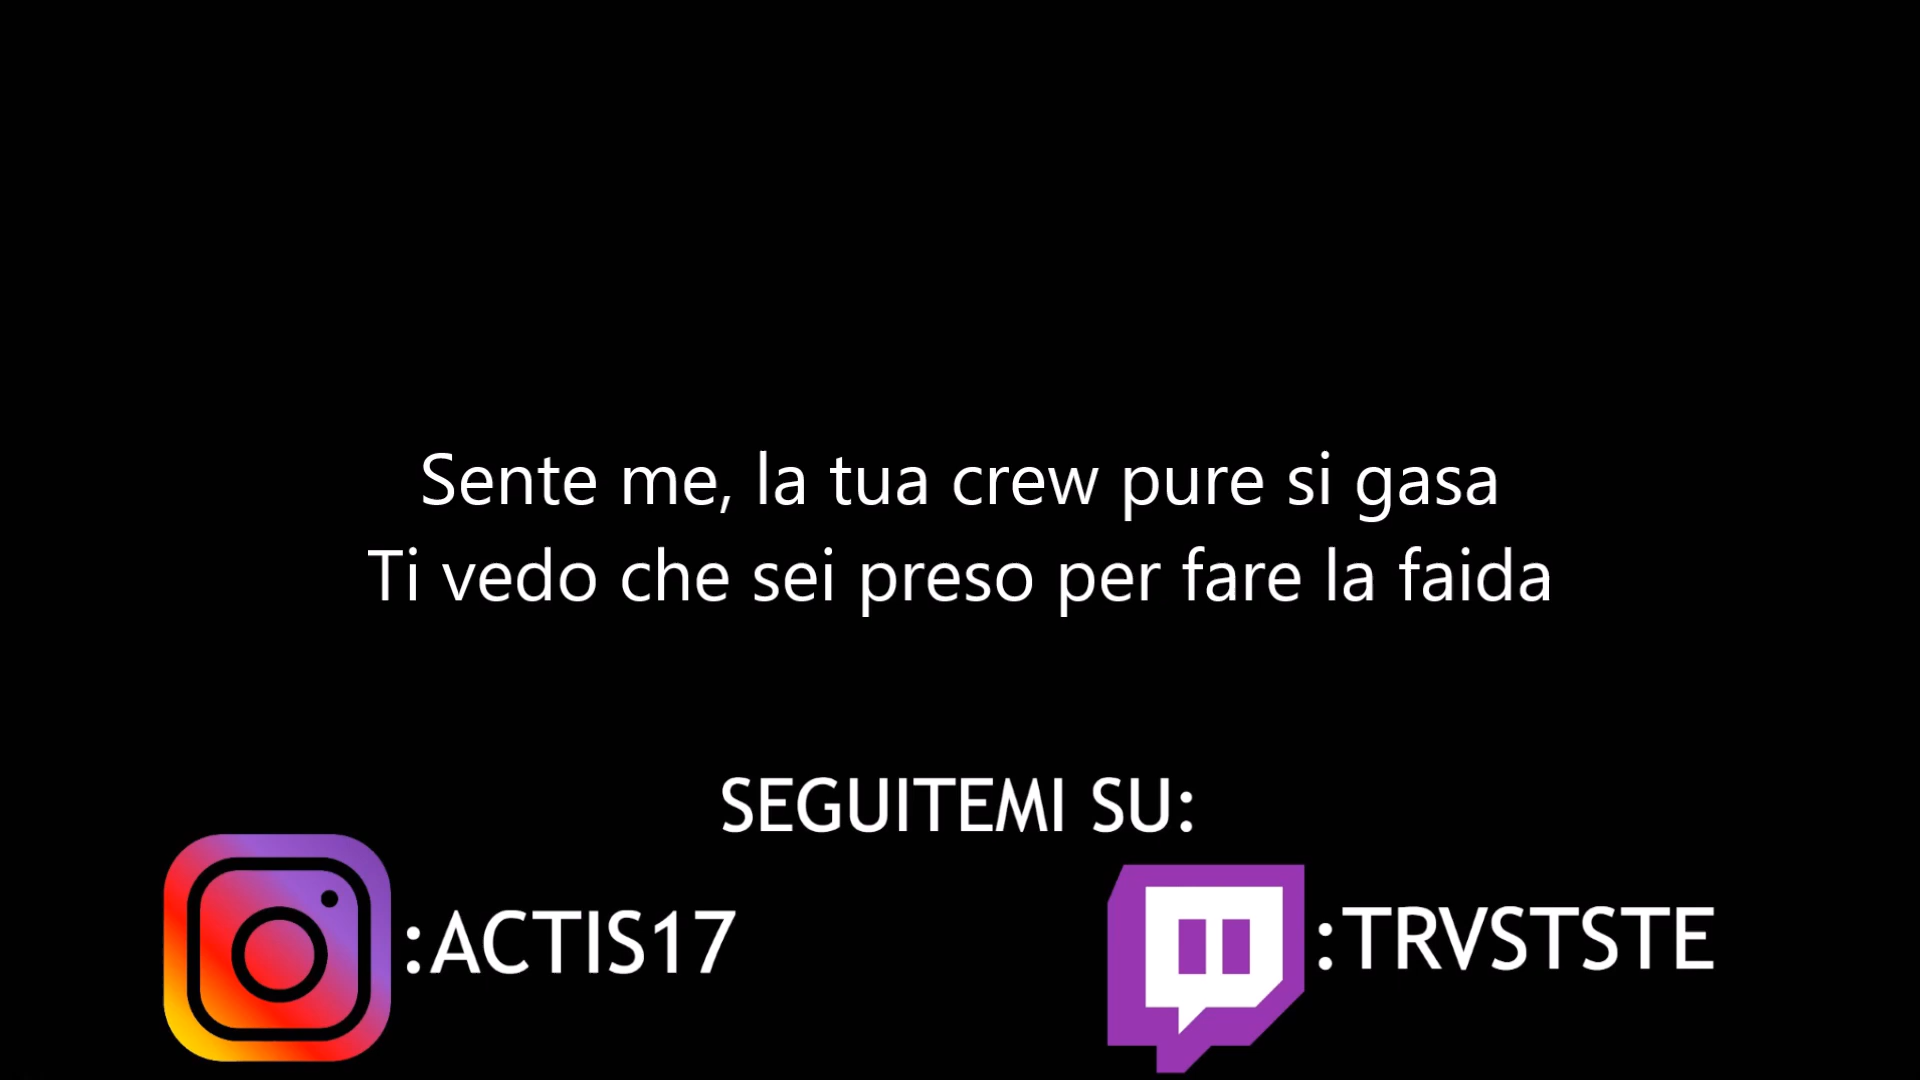 Sente me, la tua crew pure si gasa
Ti vedo che sei preso per fare la faida
SEGUITEMI SU:
:ACTIS17
:TRVSTSTE